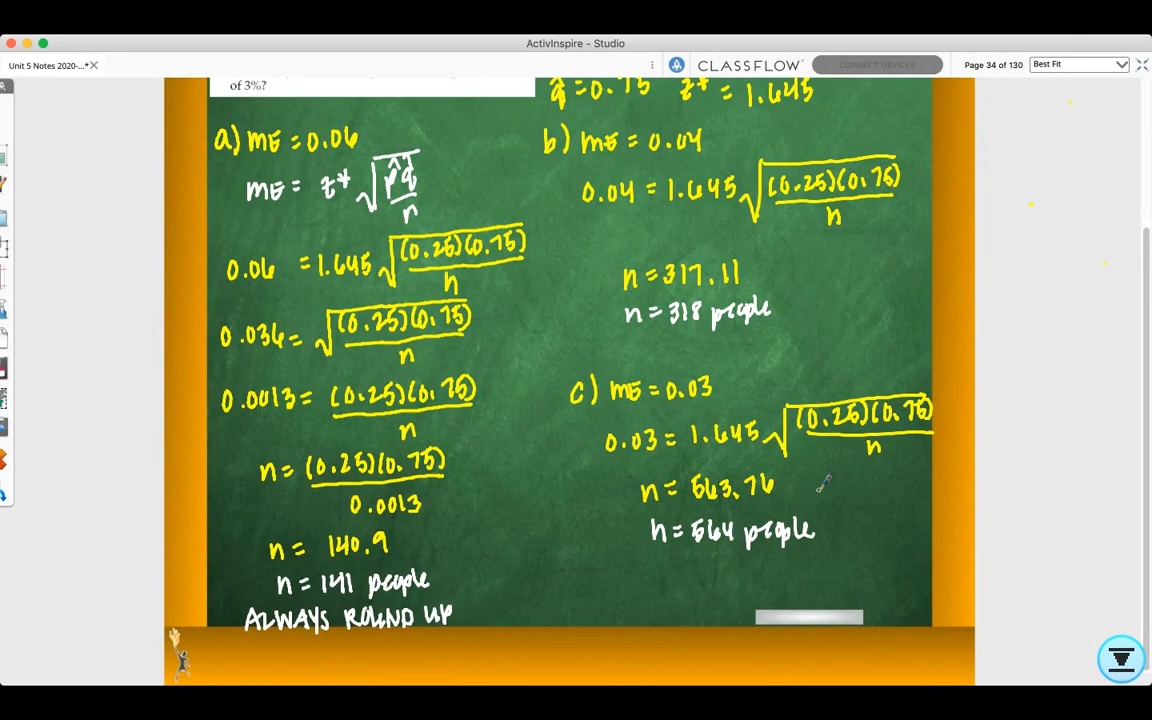 ActivInspire - Studio
Unit 5 Notes 2020-...*
CLASSFLOW
CONNECT DEVICES
Page 34 of 130
Best Fit
of 3%?
q̂ = 0.75 z* = 1.645
a) ME = 0.06
ME = z* √(p̂q̂/n)
0.06 = 1.645 √((0.25)(0.75)/n)
0.036 = √((0.25)(0.75)/n)
0.0013 = (0.25)(0.75)/n
n = (0.25)(0.75)/0.0013
n = 140.9
n = 141 people
ALWAYS ROUND UP
b) ME = 0.04
0.04 = 1.645 √((0.25)(0.75)/n)
n = 317.11
n = 318 people
c) ME = 0.03
0.03 = 1.645 √((0.25)(0.75)/n)
n = 563.76
n = 564 people